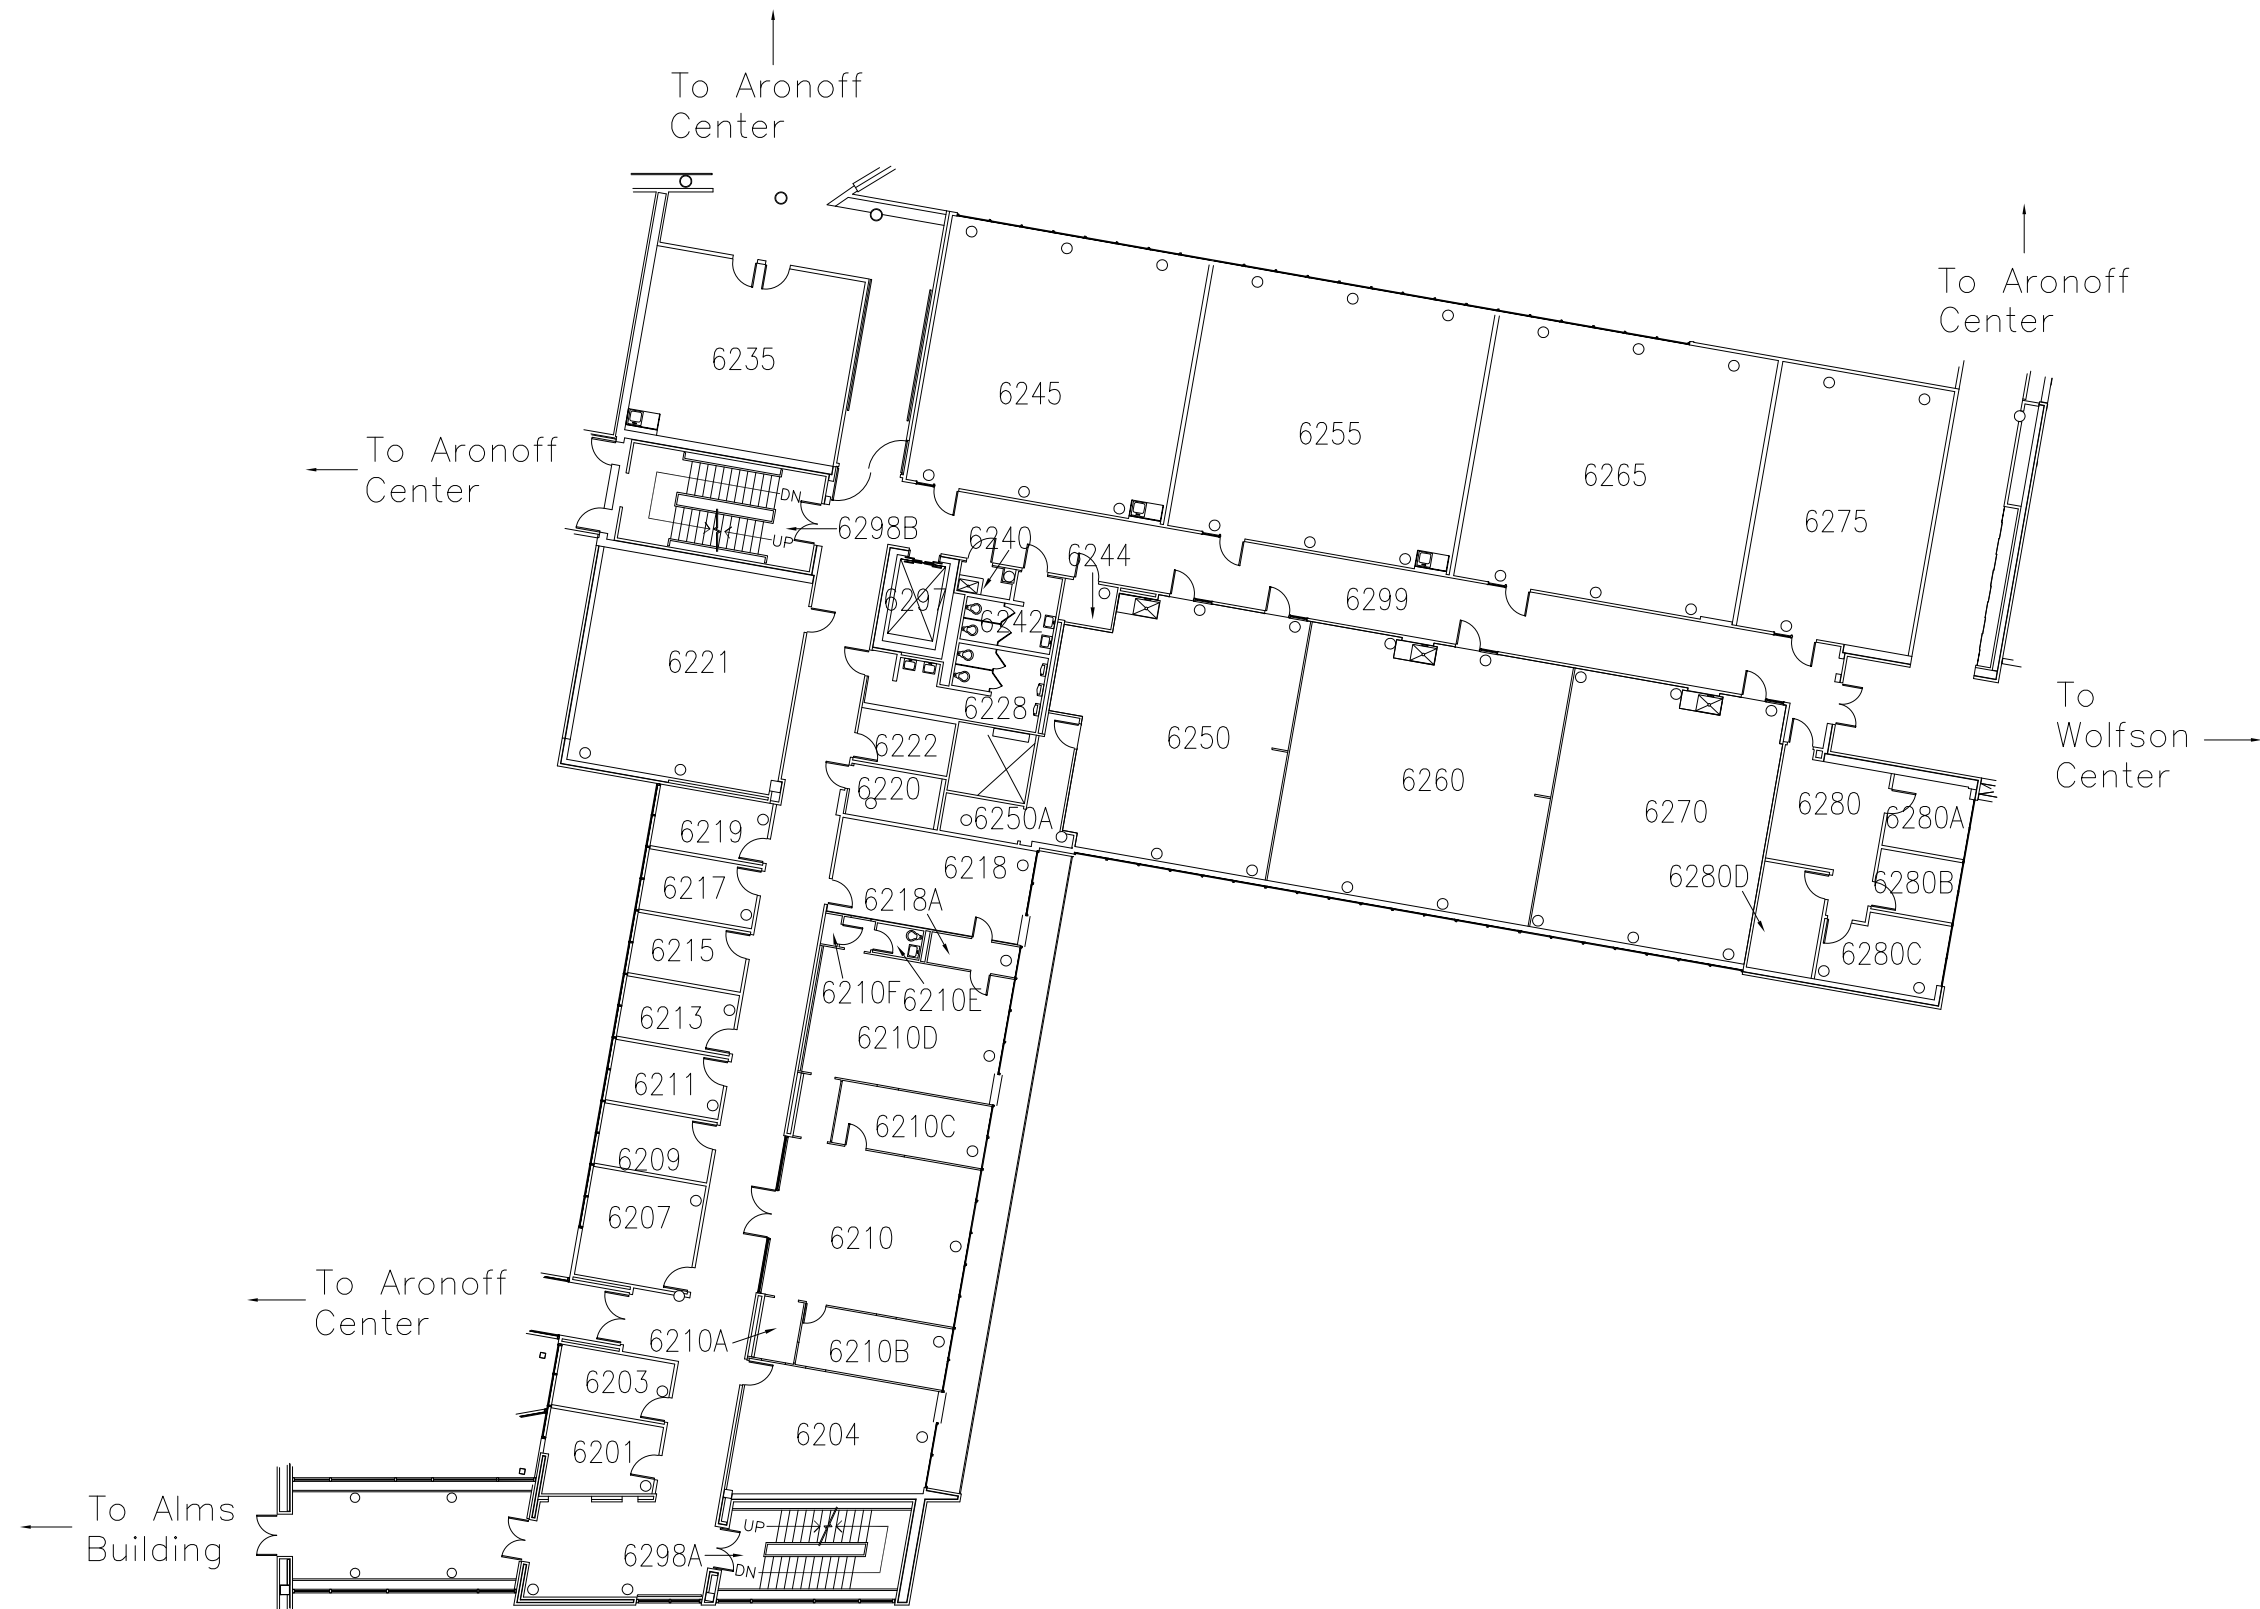 To Aronoff
Center
To Aronoff
Center
6235
6245
To Aronoff
Center
6255
6265
6275
DN
UP
6298B
6240
6244
6297
6242
6299
6221
6228
6222
6220
6250A
6250
6260
6270
6280
6280A
6280B
6280C
6280D
To
Wolfson
Center
6219
6217
6215
6213
6211
6209
6207
6218
6218A
6210F
6210E
6210D
6210C
6210
6210A
6210B
To Aronoff
Center
6203
6201
6204
To Alms
Building
6298A
UP
DN